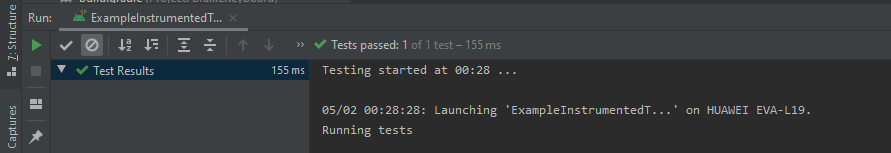 Run:
ExampleInstrumentedT...
Z: Structure
Captures
Tests passed: 1 of 1 test – 155 ms
Test Results
155 ms
Testing started at 00:28 ...
05/02 00:28:28: Launching 'ExampleInstrumentedT...' on HUAWEI EVA-L19.
Running tests